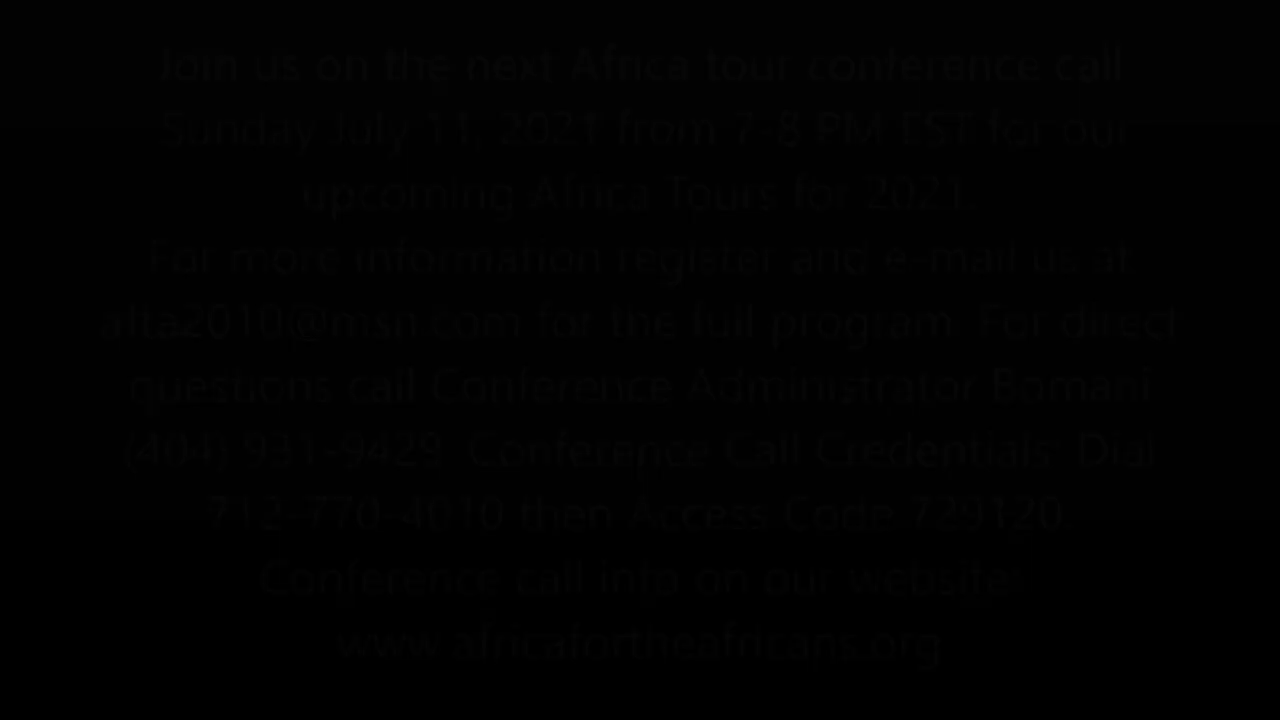 Join us on the next Africa tour conference call
Sunday July 11, 2021 from 7-8 PM EST for our
upcoming Africa Tours for 2021.
For more information register and e-mail us at
afta2010@msn.com for the full program. For direct
questions call Conference Administrator Bomani
(404) 931-9429. Conference Call Credentials: Dial
712-770-4010 then Access Code 729120.
Conference call info on our website:
www.africafortheafricans.org